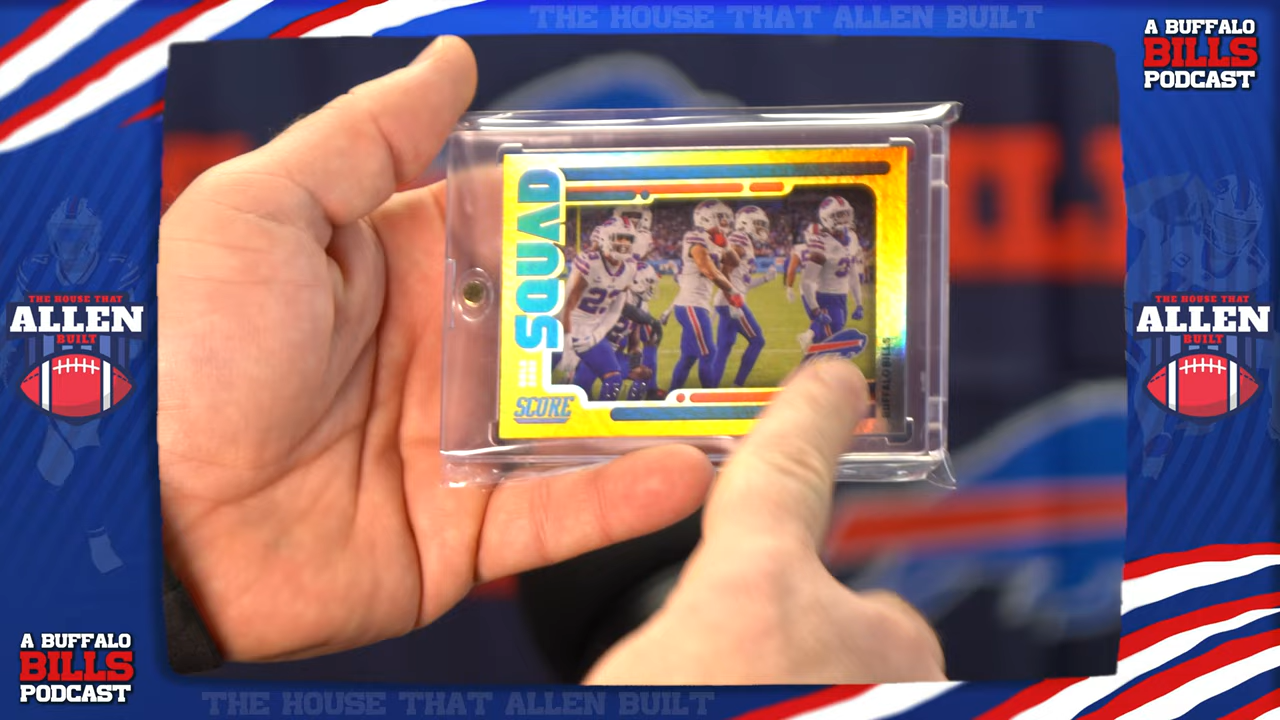 THE HOUSE THAT ALLEN BUILT
A BUFFALO
BILLS
PODCAST
SQUAD
23
SCORE
BUFFALO BILLS
THE HOUSE THAT
ALLEN
BUILT
THE HOUSE THAT
ALLEN
BUILT
A BUFFALO
BILLS
PODCAST
THE HOUSE THAT ALLEN BUILT